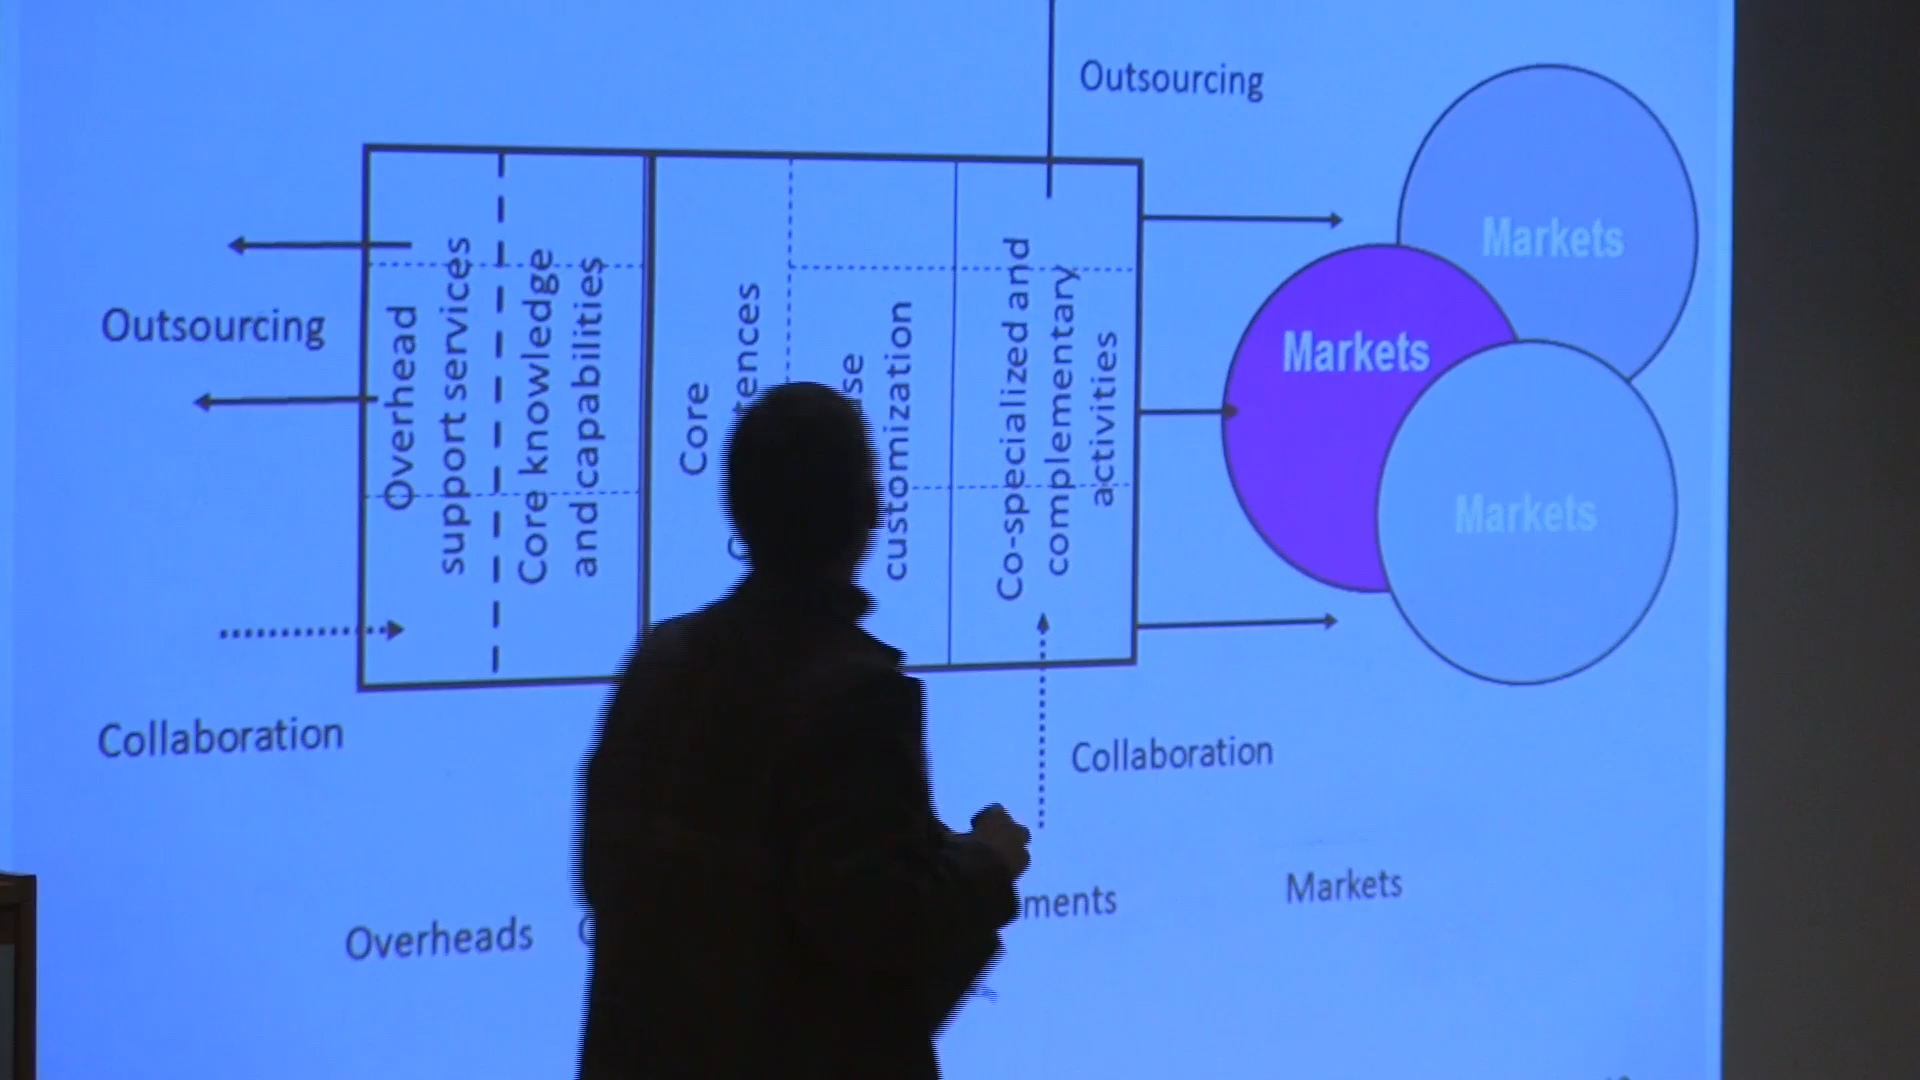 Outsourcing
Outsourcing
Collaboration
Overhead
support services
Core knowledge
and capabilities
Core
customization
Co-specialized and
complementary
activities
Markets
Markets
Markets
Collaboration
Overheads
Markets